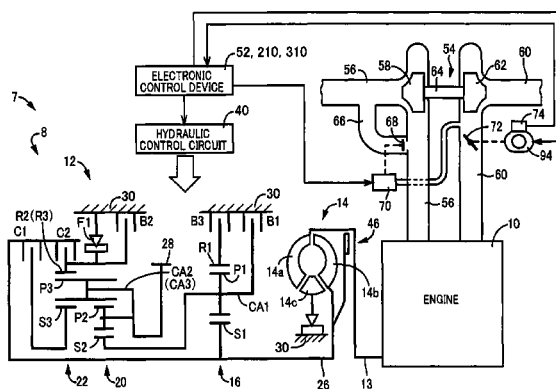 52, 210, 310
54
60
58
64
62
56
ELECTRONIC
CONTROL DEVICE
7
40
66
68
72
74
8
HYDRAULIC
CONTROL CIRCUIT
94
12
70
56
60
30
30
14
10
R2(R3)
F1
B2
B3
B1
46
C1
C2
28
R1
14a
P3
CA2
(CA3)
P1
14b
ENGINE
14c
CA1
S3
P2
S1
S2
30
22
20
16
26
13